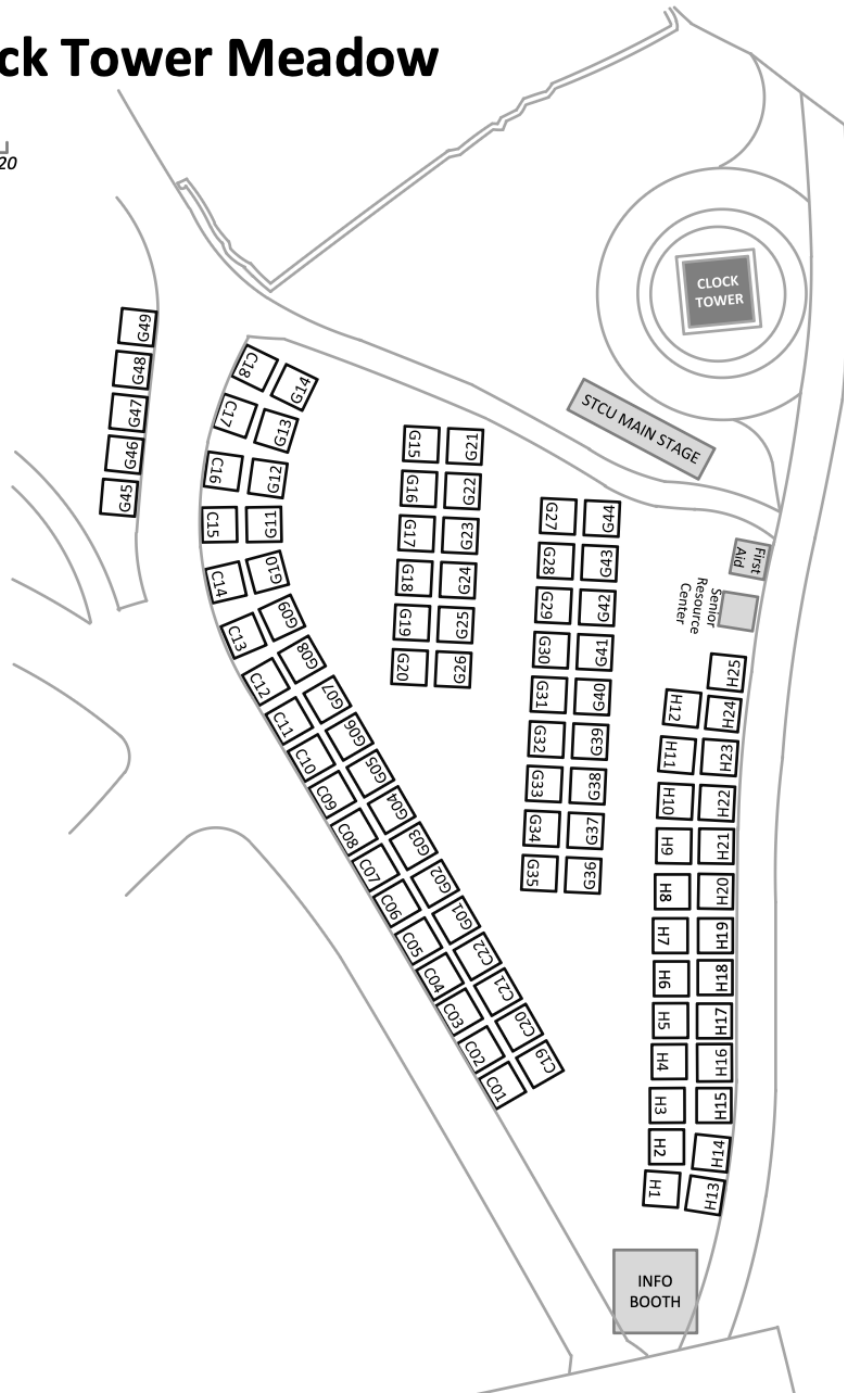 ck Tower Meadow
20
CLOCK
TOWER
STCU MAIN STAGE
First
Aid
Senior
Resource
Center
G49
G48
G47
G46
G45
C18
C17
C16
C15
C14
C13
C12
C11
C10
C09
C08
C07
C06
C05
C04
C03
C02
C01
G14
G13
G12
G11
G10
G09
G08
G07
G06
G05
G04
G03
G02
G01
C22
C21
C20
C19
G15
G16
G17
G18
G19
G20
G21
G22
G23
G24
G25
G26
G27
G28
G29
G30
G31
G32
G33
G34
G35
G44
G43
G42
G41
G40
G39
G38
G37
G36
H12
H11
H10
H9
H8
H7
H6
H5
H4
H3
H2
H1
H25
H24
H23
H22
H21
H20
H19
H18
H17
H16
H15
H14
H13
INFO
BOOTH